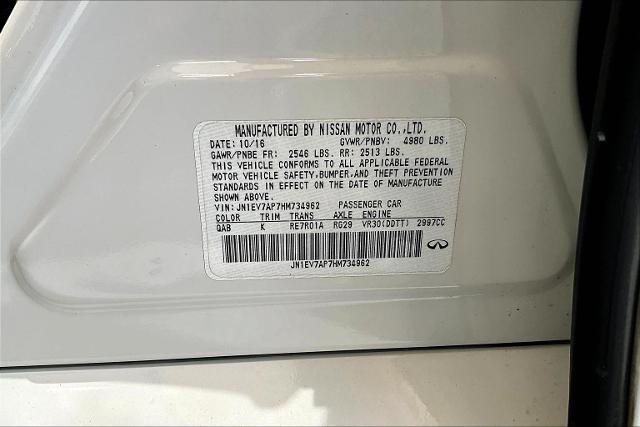 MANUFACTURED BY NISSAN MOTOR CO.,LTD.
DATE: 10/16 GVWR/PNBV: 4980 LBS.
GAWR/PNBE FR: 2546 LBS. RR: 2513 LBS.
THIS VEHICLE CONFORMS TO ALL APPLICABLE FEDERAL
MOTOR VEHICLE SAFETY, BUMPER, AND THEFT PREVENTION
STANDARDS IN EFFECT ON THE DATE OF MANUFACTURE
SHOWN ABOVE.
VIN: JN1EV7AP7HM734962 PASSENGER CAR
COLOR TRIM TRANS AXLE ENGINE
QAB K RE7R01A RG29 VR30(DDTT) 2997CC
JN1EV7AP7HM734962